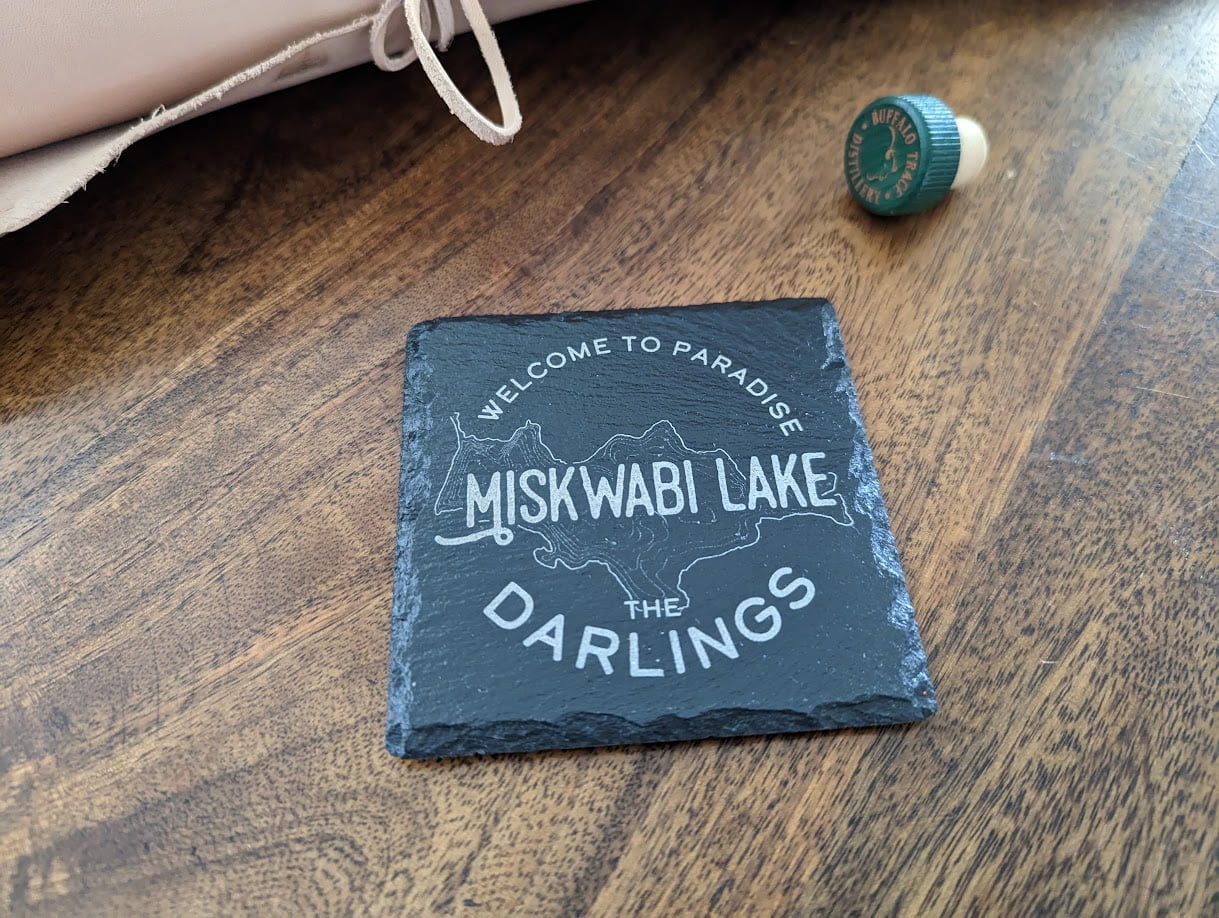 BUFFALO TRACE
DISTILLERY
WELCOME TO PARADISE
MISKWABI LAKE
THE
DARLINGS